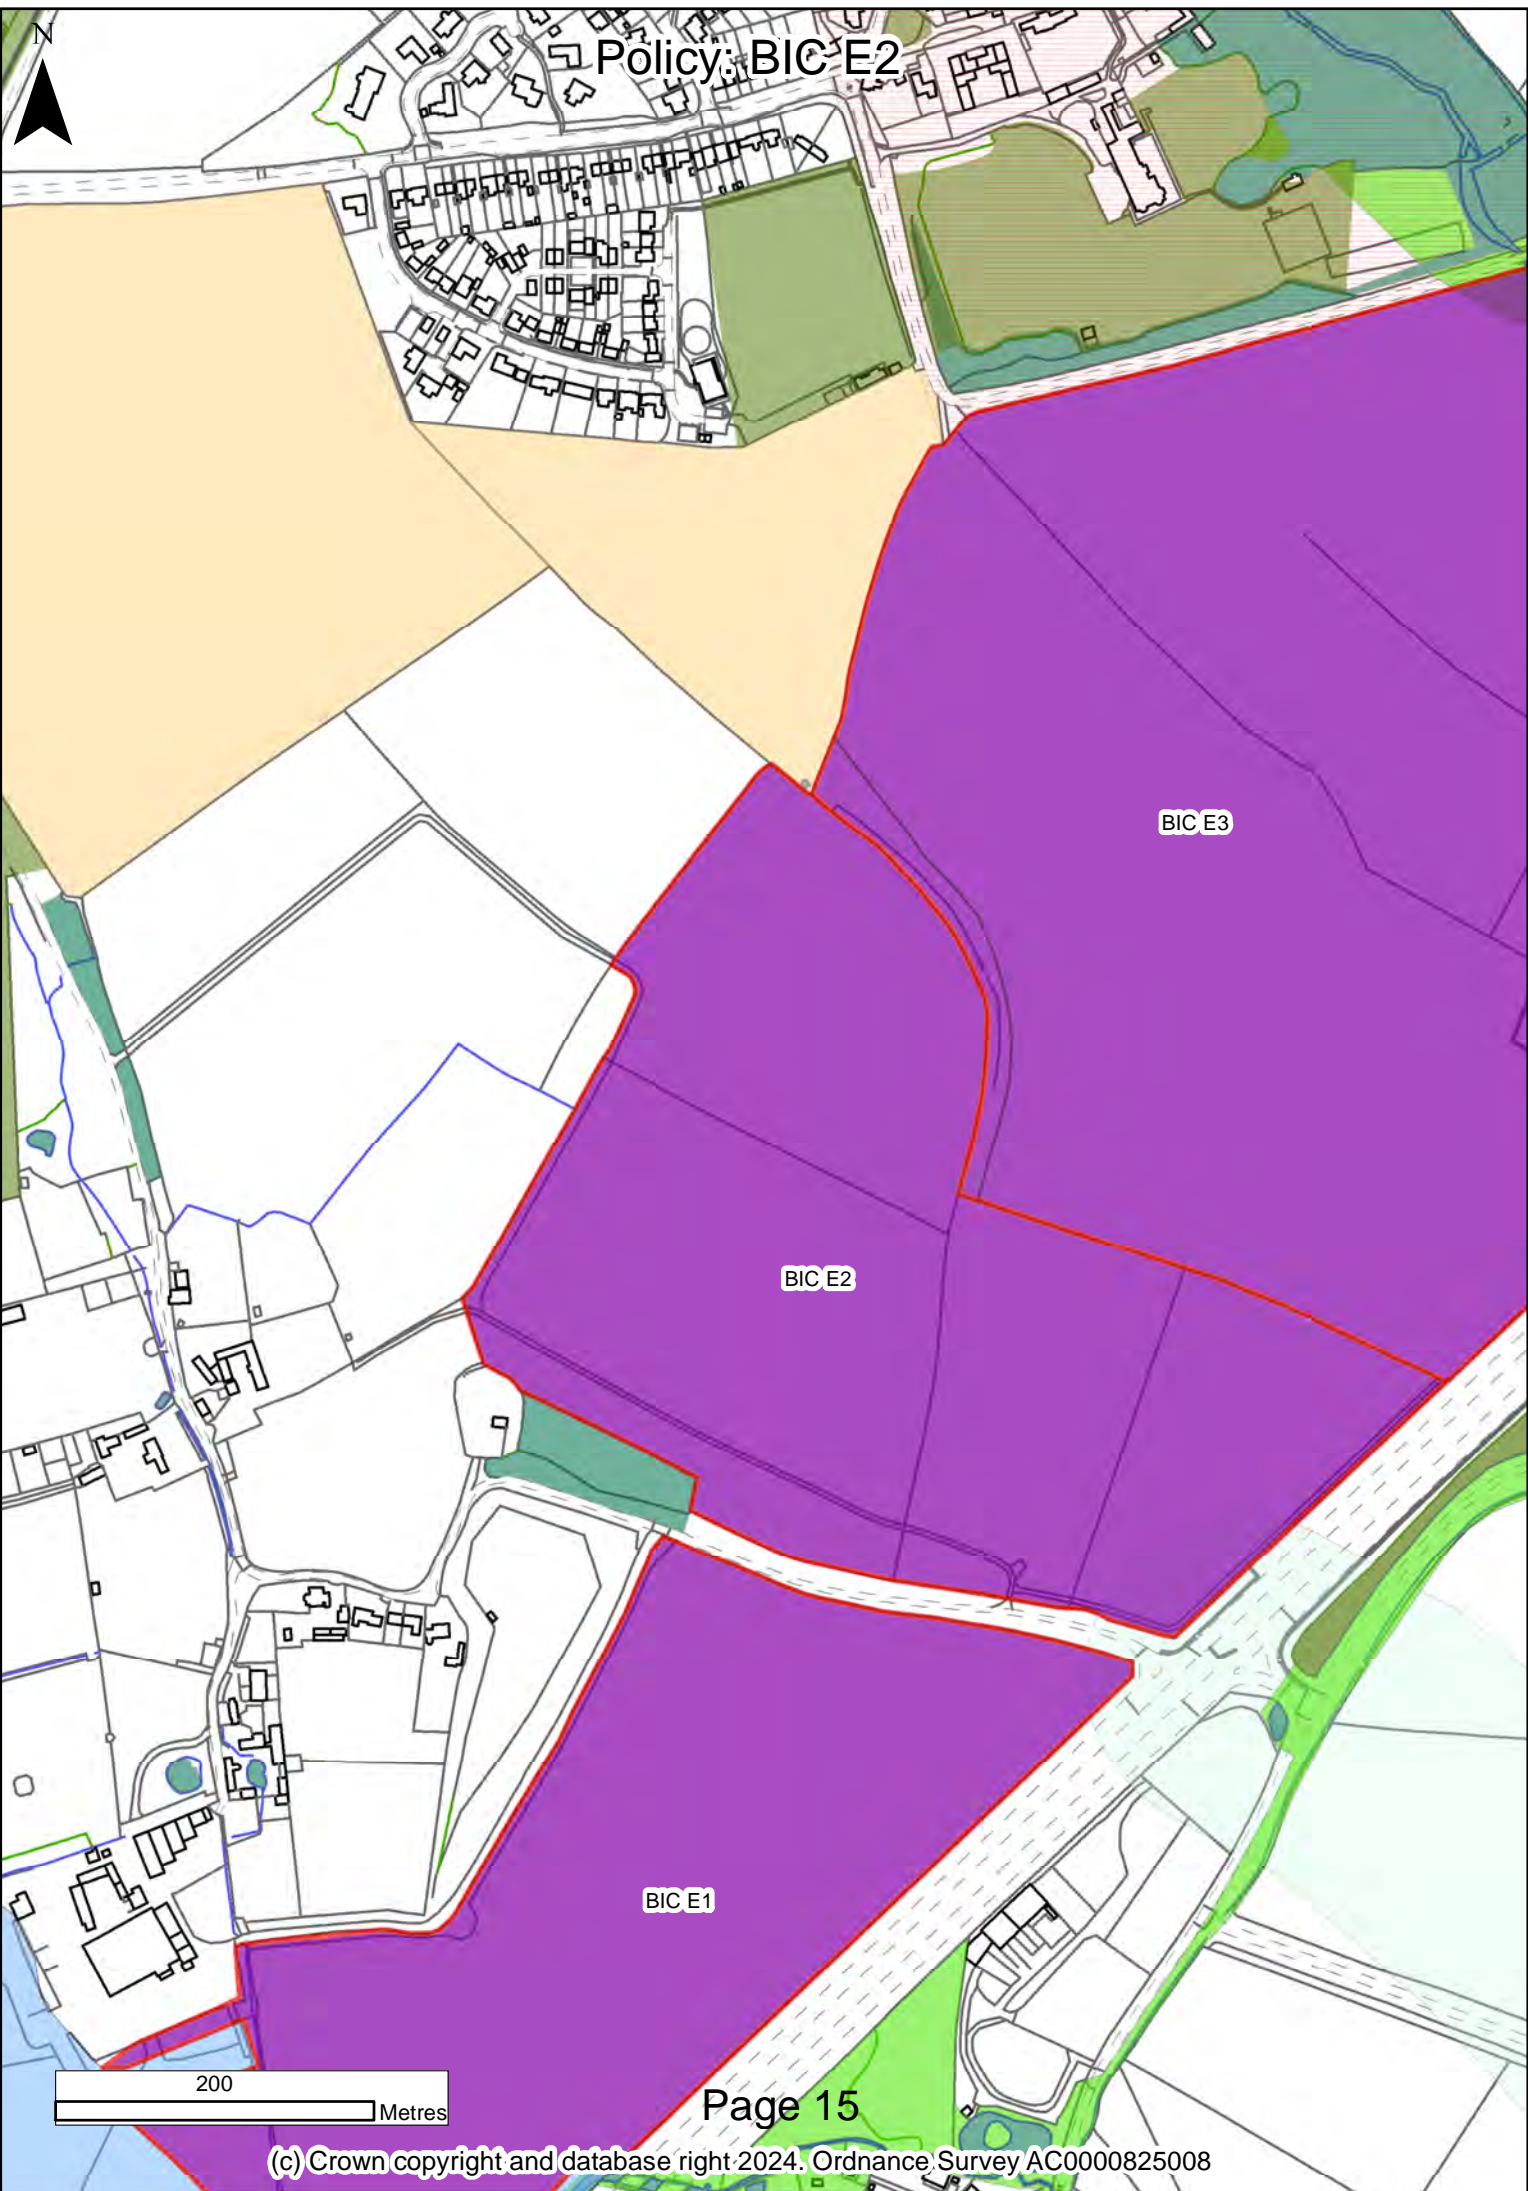 N
Policy: BIC E2
BIC E3
BIC E2
BIC E1
200
Metres
Page 15
(c) Crown copyright and database right 2024. Ordnance Survey AC0000825008